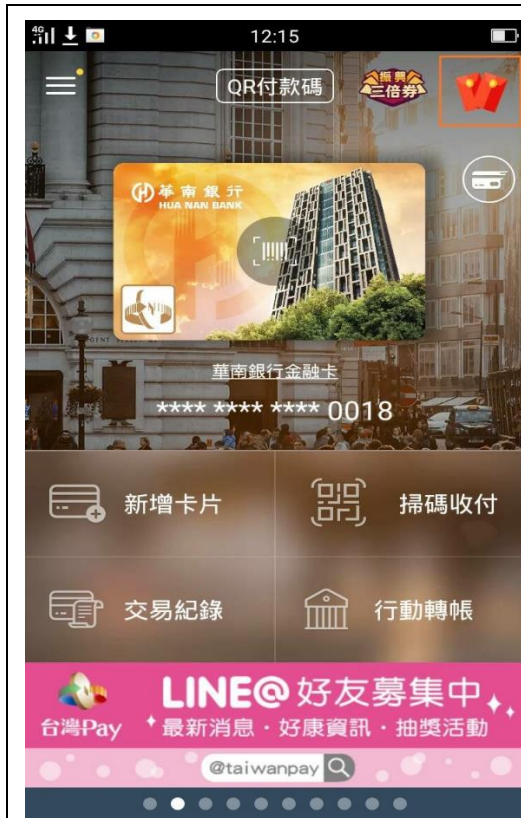 4G 12:15
QR付款碼
振興
三倍券
華南銀行
HUA NAN BANK
華南銀行金融卡
**** **** **** 0018
新增卡片
掃碼收付
交易紀錄
行動轉帳
台灣Pay
LINE@好友募集中
最新消息・好康資訊・抽獎活動
@taiwanpay